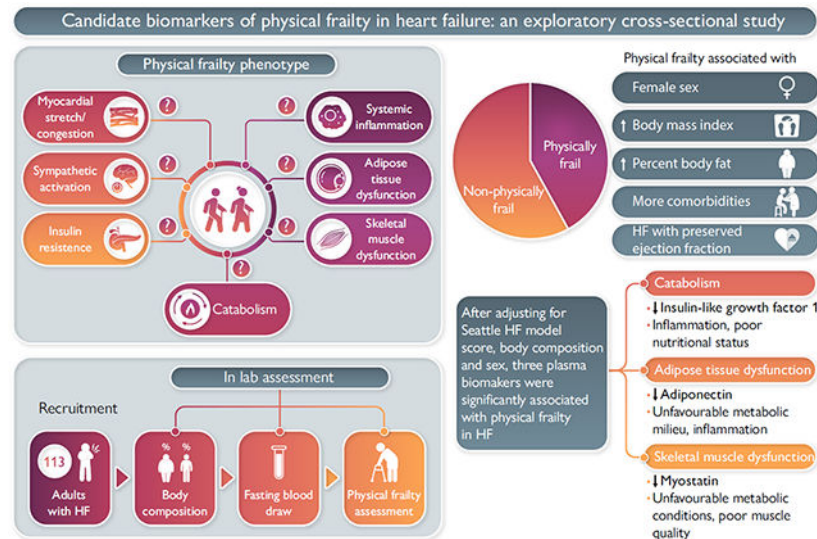 Candidate biomarkers of physical frailty in heart failure: an exploratory cross-sectional study
Physical frailty phenotype
Myocardial
stretch/
congestion
?
?
Systemic
inflammation
Sympathetic
activation
?
?
Adipose
tissue
dysfunction
Insulin
resistence
?
?
Skeletal
muscle
dysfunction
?
Catabolism
In lab assessment
Recruitment
113
Adults
with HF
% %
Body
composition
Fasting blood
draw
Physical frailty
assessment
Physically
frail
Non-physically
frail
Physical frailty associated with
Female sex
↑ Body mass index
↑ Percent body fat
More comorbidities
HF with preserved
ejection fraction
After adjusting for
Seattle HF model
score, body composition
and sex, three plasma
biomarkers were
significantly associated
with physical frailty
in HF
Catabolism
· ↓ Insulin-like growth factor 1
· Inflammation, poor
nutritional status
Adipose tissue dysfunction
· ↓ Adiponectin
· Unfavourable metabolic
milieu, inflammation
Skeletal muscle dysfunction
· ↓ Myostatin
· Unfavourable metabolic
conditions, poor muscle
quality